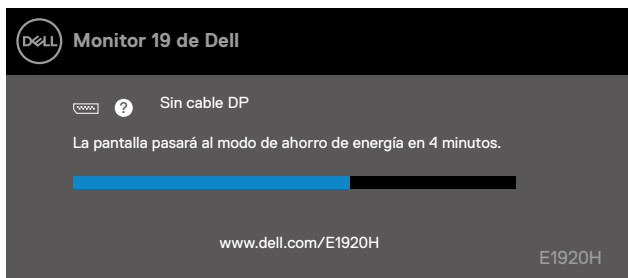 DELL
Monitor 19 de Dell
? Sin cable DP
La pantalla pasará al modo de ahorro de energía en 4 minutos.
www.dell.com/E1920H
E1920H